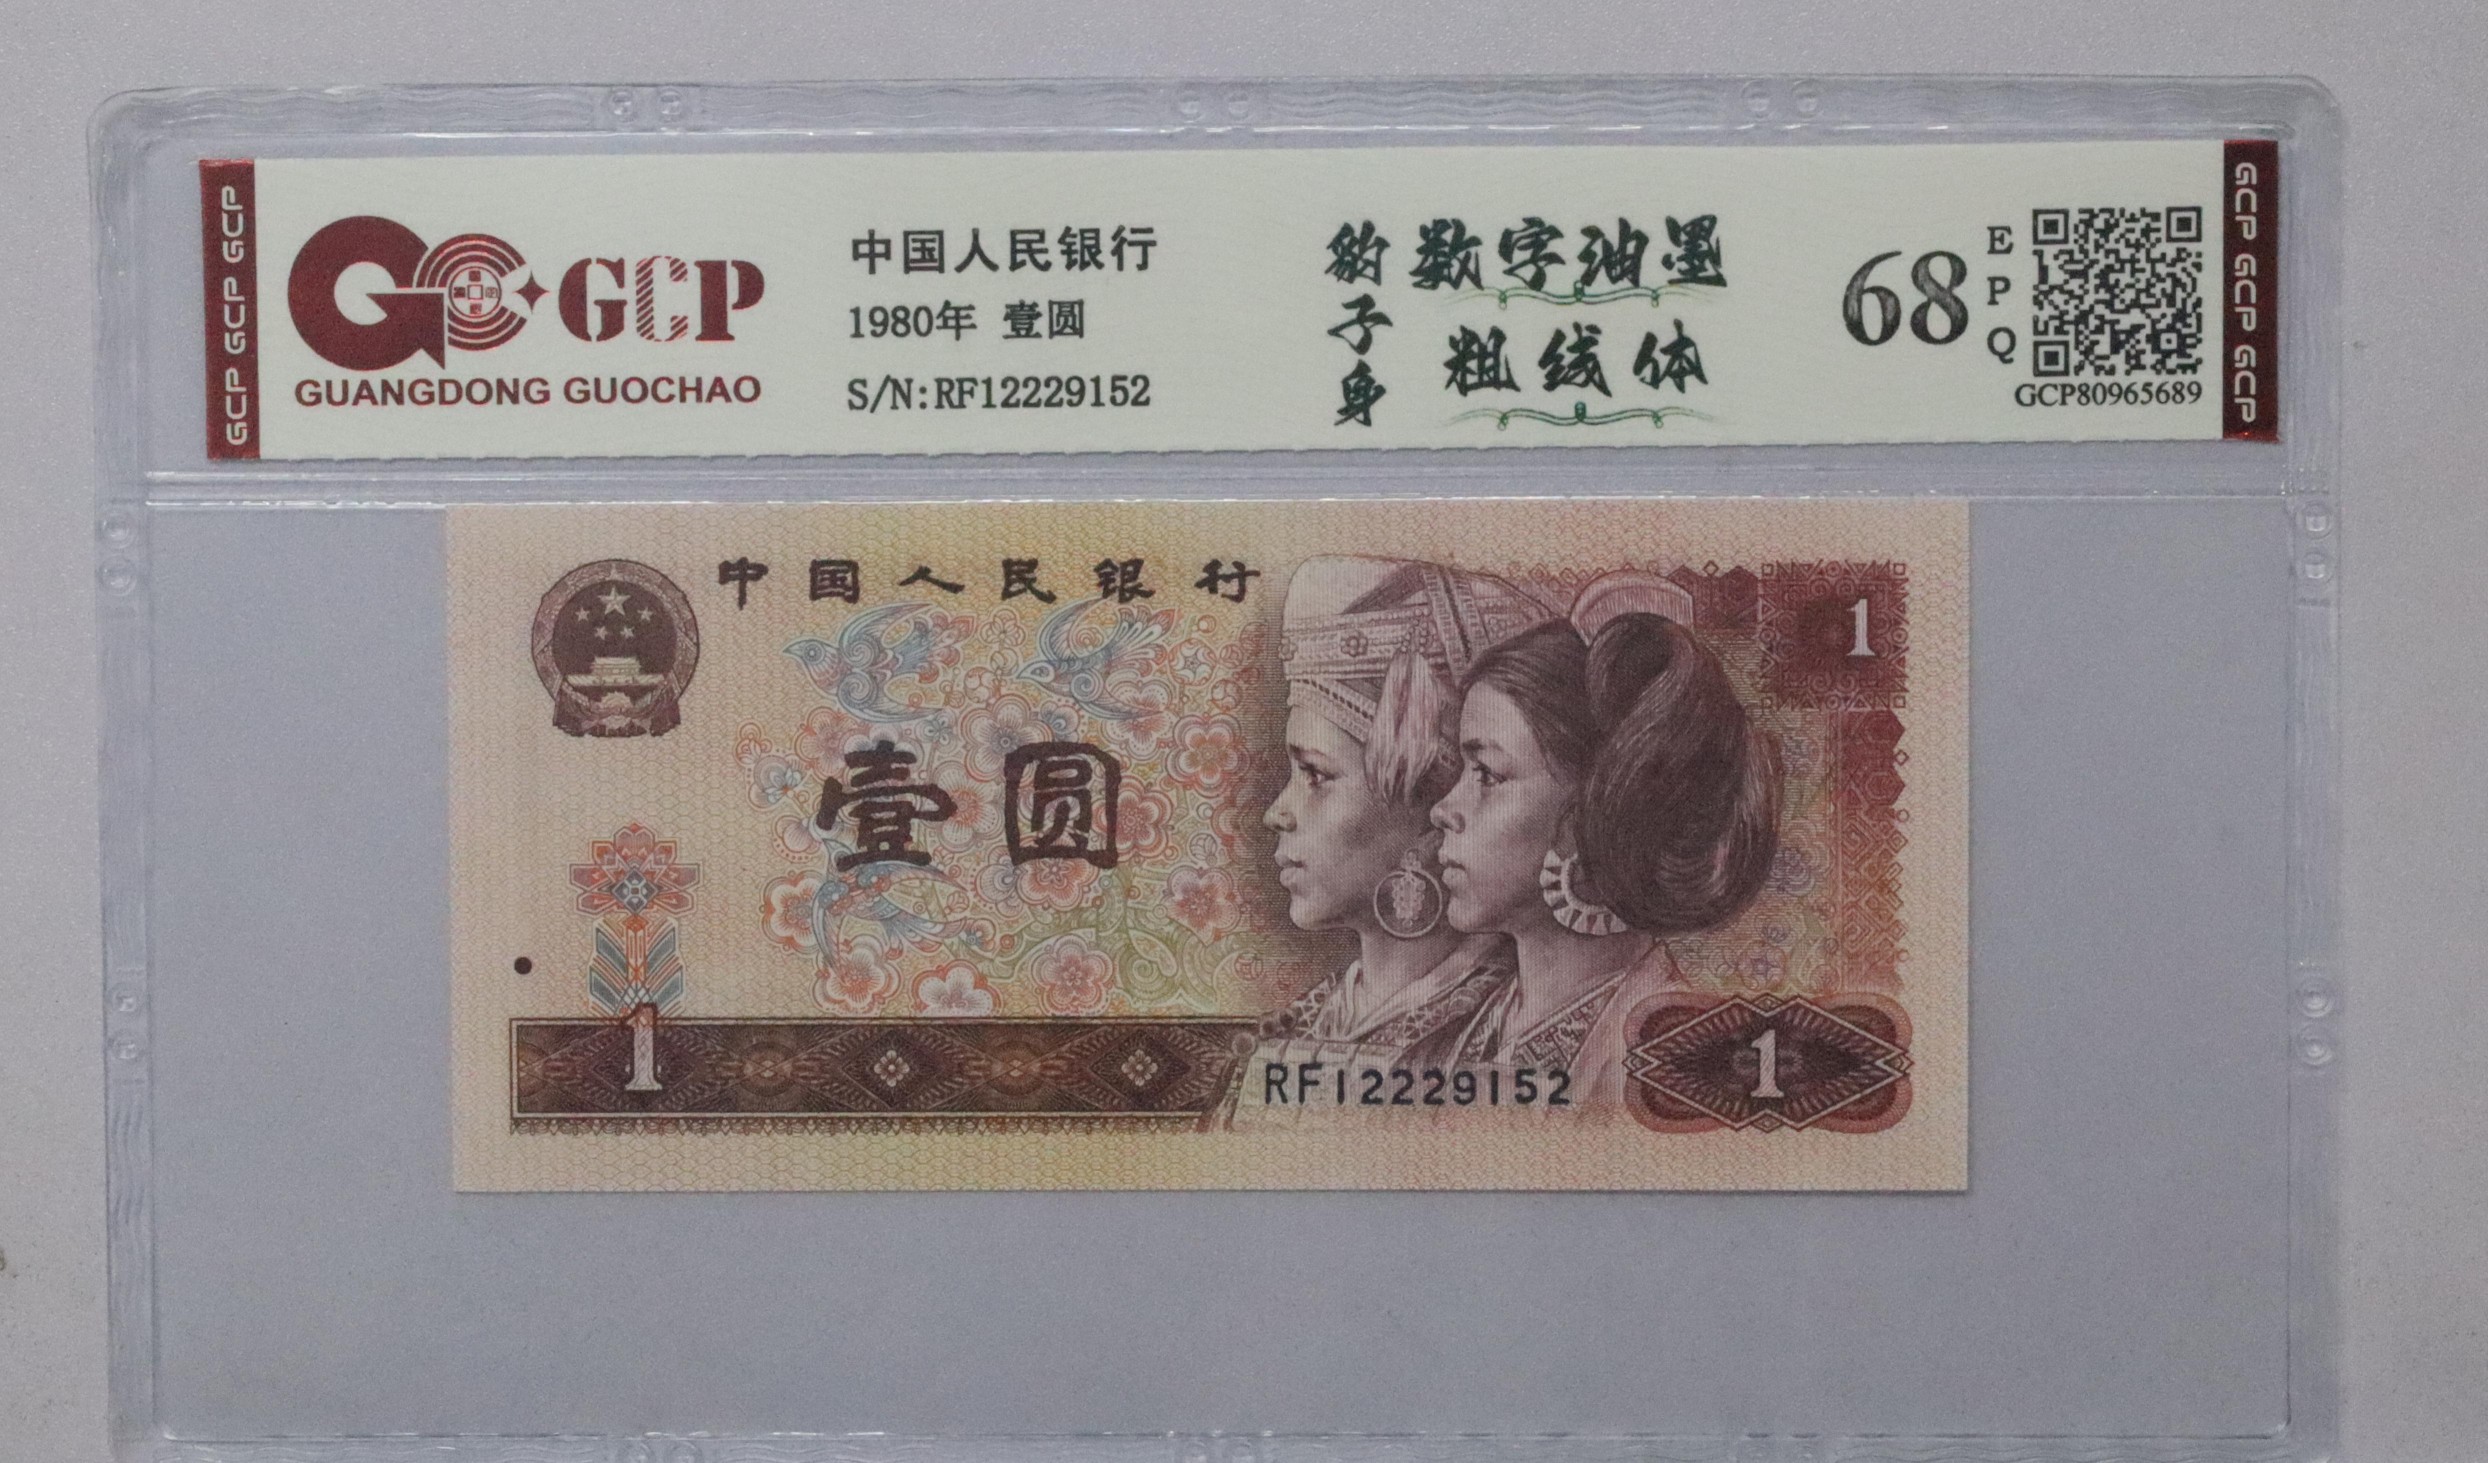 GCP GCP GCP
GCP
GUANGDONG GUOCHAO
中国人民银行
1980年 壹圆
S/N:RF12229152
豹子身
数字油墨
粗线体
68
EPQ
GCP80965689
GCP GCP GCP
中国人民银行
1
壹圆
1
RF12229152
1